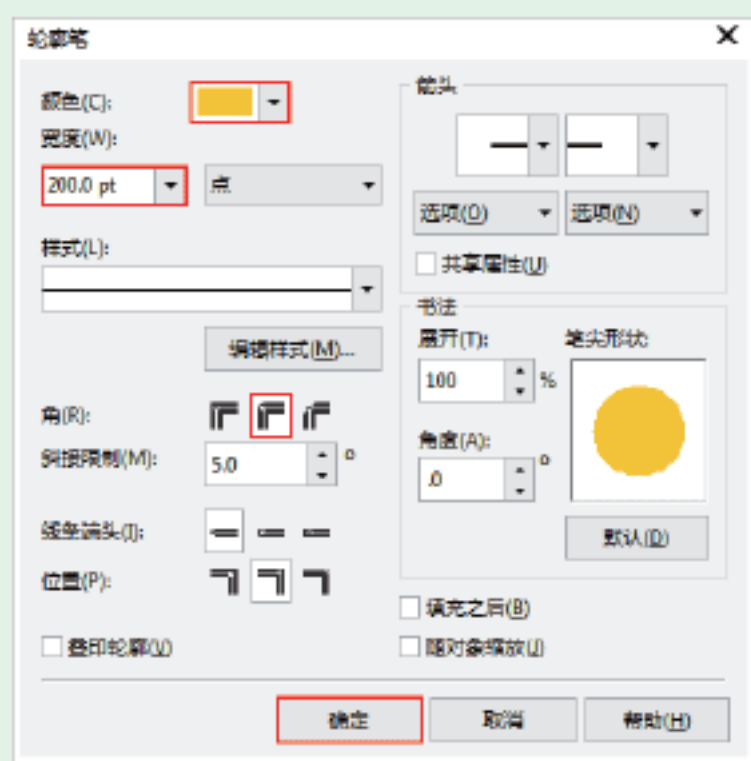 轮廓笔
颜色(C):
宽度(W):
200.0 pt
点
样式(L):
编辑样式(M)...
角(R):
斜接限制(M):
5.0
°
线条端头(T):
位置(P):
叠印轮廓(V)
箭头
选项(O)
选项(N)
共享属性(U)
书法
展开(T):
笔尖形状:
100
%
角度(A):
.0
°
默认(D)
填充之后(B)
随对象缩放(J)
确定
取消
帮助(H)